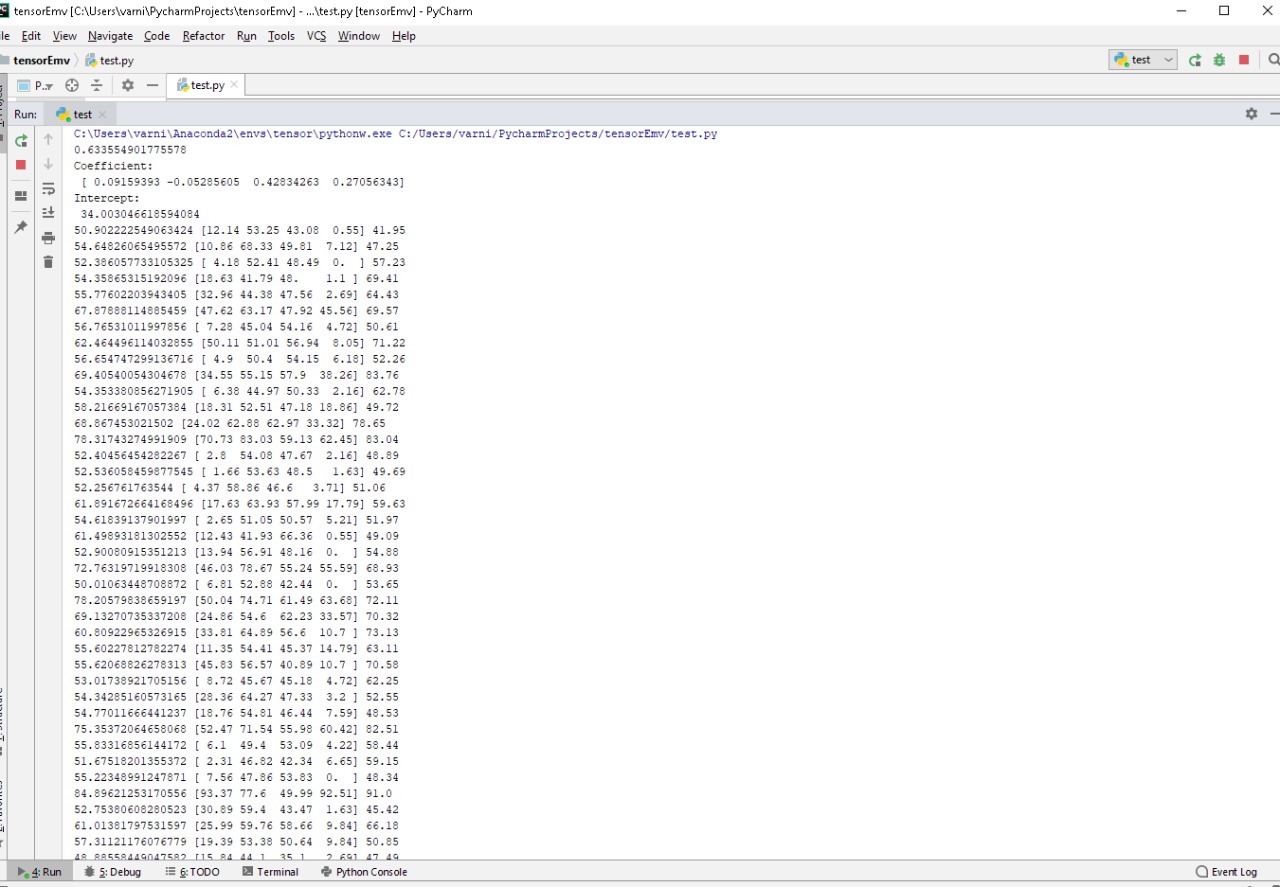 tensorEmv [C:\Users\varni\PycharmProjects\tensorEmv] - ...\test.py [tensorEmv] - PyCharm
Edit View Navigate Code Refactor Run Tools VCS Window Help
tensorEmv test.py test
P.. test.py
Run: test
C:\Users\varni\Anaconda2\envs\tensor\pythonw.exe C:/Users/varni/PycharmProjects/tensorEmv/test.py
0.633554901775578
Coefficient:
[ 0.09159393 -0.05285605  0.42834263  0.27056343]
Intercept:
34.003046618594084
50.902222549063424 [12.14 53.25 43.08  0.55] 41.95
54.64826065495572 [10.86 68.33 49.81  7.12] 47.25
52.386057733105325 [ 4.18 52.41 48.49  0.  ] 57.23
54.35865315192096 [18.63 41.79 48.    1.1 ] 69.41
55.77602203943405 [32.96 44.38 47.56  2.69] 64.43
67.87888114885459 [47.62 63.17 47.92 45.56] 69.57
56.76531011997856 [ 7.28 45.04 54.16  4.72] 50.61
62.464496114032855 [50.11 51.01 56.94  8.05] 71.22
56.654747299136716 [ 4.9  50.4  54.15  6.18] 52.26
69.40540054304678 [34.55 55.15 57.9  38.26] 83.76
54.353380856271905 [ 6.38 44.97 50.33  2.16] 62.78
58.21669167057384 [18.31 52.51 47.18 18.86] 49.72
68.867453021502 [24.02 62.88 62.97 33.32] 78.65
78.31743274991909 [70.73 83.03 59.13 62.45] 83.04
52.40456454282267 [ 2.8  54.08 47.67  2.16] 48.89
52.536058459877545 [ 1.66 53.63 48.5   1.63] 49.69
52.256761763544 [ 4.37 58.86 46.6   3.71] 51.06
61.891672664168496 [17.63 63.93 57.99 17.79] 59.63
54.61839137901997 [ 2.65 51.05 50.57  5.21] 51.97
61.49893181302552 [12.43 41.93 66.36  0.55] 49.09
52.90080915351213 [13.94 56.91 48.16  0.  ] 54.88
72.76319719918308 [46.03 78.67 55.24 55.59] 68.93
50.01063448708872 [ 6.81 52.88 42.44  0.  ] 53.65
78.20579838659197 [50.04 74.71 61.49 63.68] 72.11
69.13270735337208 [24.86 54.6  62.23 33.57] 70.32
60.80922965326915 [33.81 64.89 56.6  10.7 ] 73.13
55.60227812782274 [11.35 54.41 45.37 14.79] 63.11
55.62068826278313 [45.83 56.57 40.89 10.7 ] 70.58
53.01738921705156 [ 8.72 45.67 45.18  4.72] 62.25
54.34285160573165 [28.36 64.27 47.33  3.2 ] 52.55
54.77011666441237 [18.76 54.81 46.44  7.59] 48.53
75.35372064658068 [52.47 71.54 55.98 60.42] 82.51
55.83316856144172 [ 6.1  49.4  53.09  4.22] 58.44
51.67518201355372 [ 2.31 46.82 42.34  6.65] 59.15
55.22348991247871 [ 7.56 47.86 53.83  0.  ] 48.34
84.89621253170556 [93.37 77.6  49.99 92.51] 91.0
52.75380608280523 [30.89 59.4  43.47  1.63] 45.42
61.01381797531597 [25.99 59.76 58.66  9.84] 66.18
57.31121176076779 [19.39 53.38 50.64  9.84] 50.85
48.88558449047582 [15.84 44.1  35.1   2.69] 47.49
4: Run 5: Debug 6: TODO Terminal Python Console Event Log